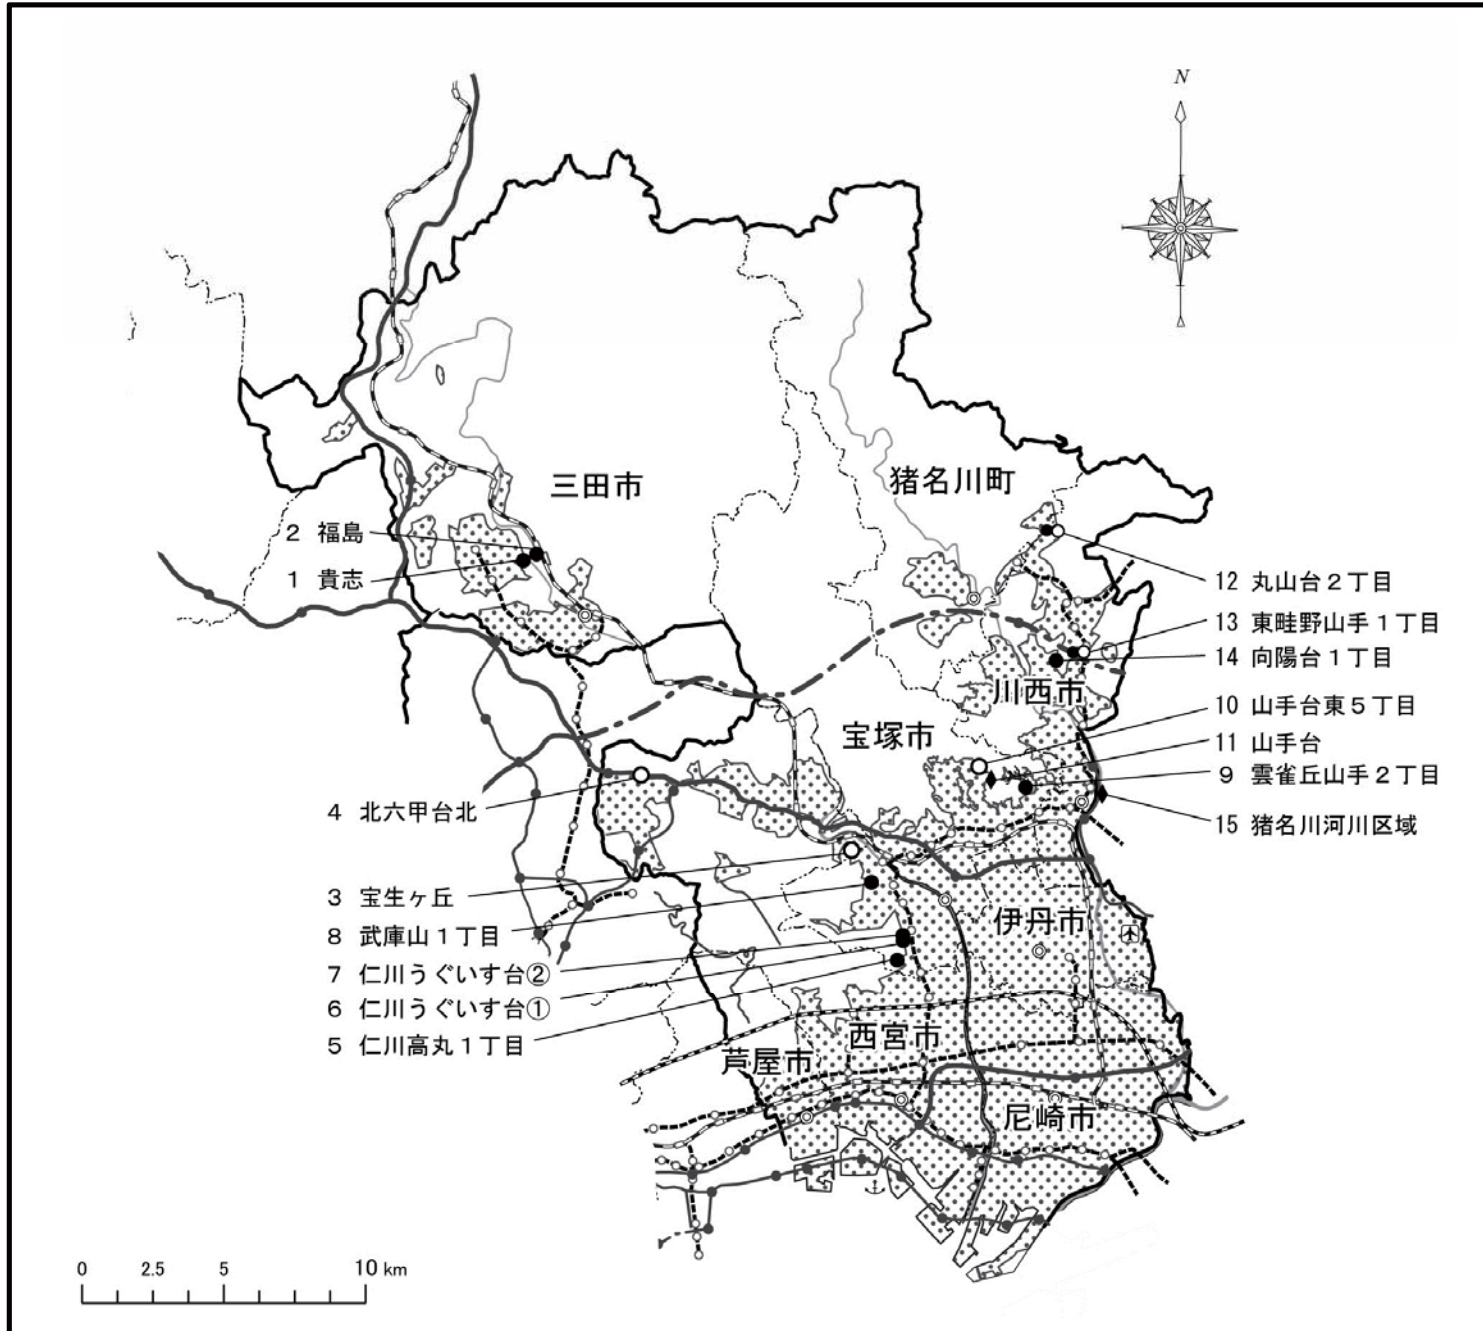 N
三田市
猪名川町
2 福島
1 貴志
12 丸山台2丁目
13 東畦野山手1丁目
14 向陽台1丁目
川西市
10 山手台東5丁目
宝塚市
11 山手台
9 雲雀丘山手2丁目
4 北六甲台北
15 猪名川河川区域
3 宝生ヶ丘
伊丹市
8 武庫山1丁目
7 仁川うぐいす台②
6 仁川うぐいす台①
5 仁川高丸1丁目
西宮市
芦屋市
尼崎市
0 2.5 5 10 km